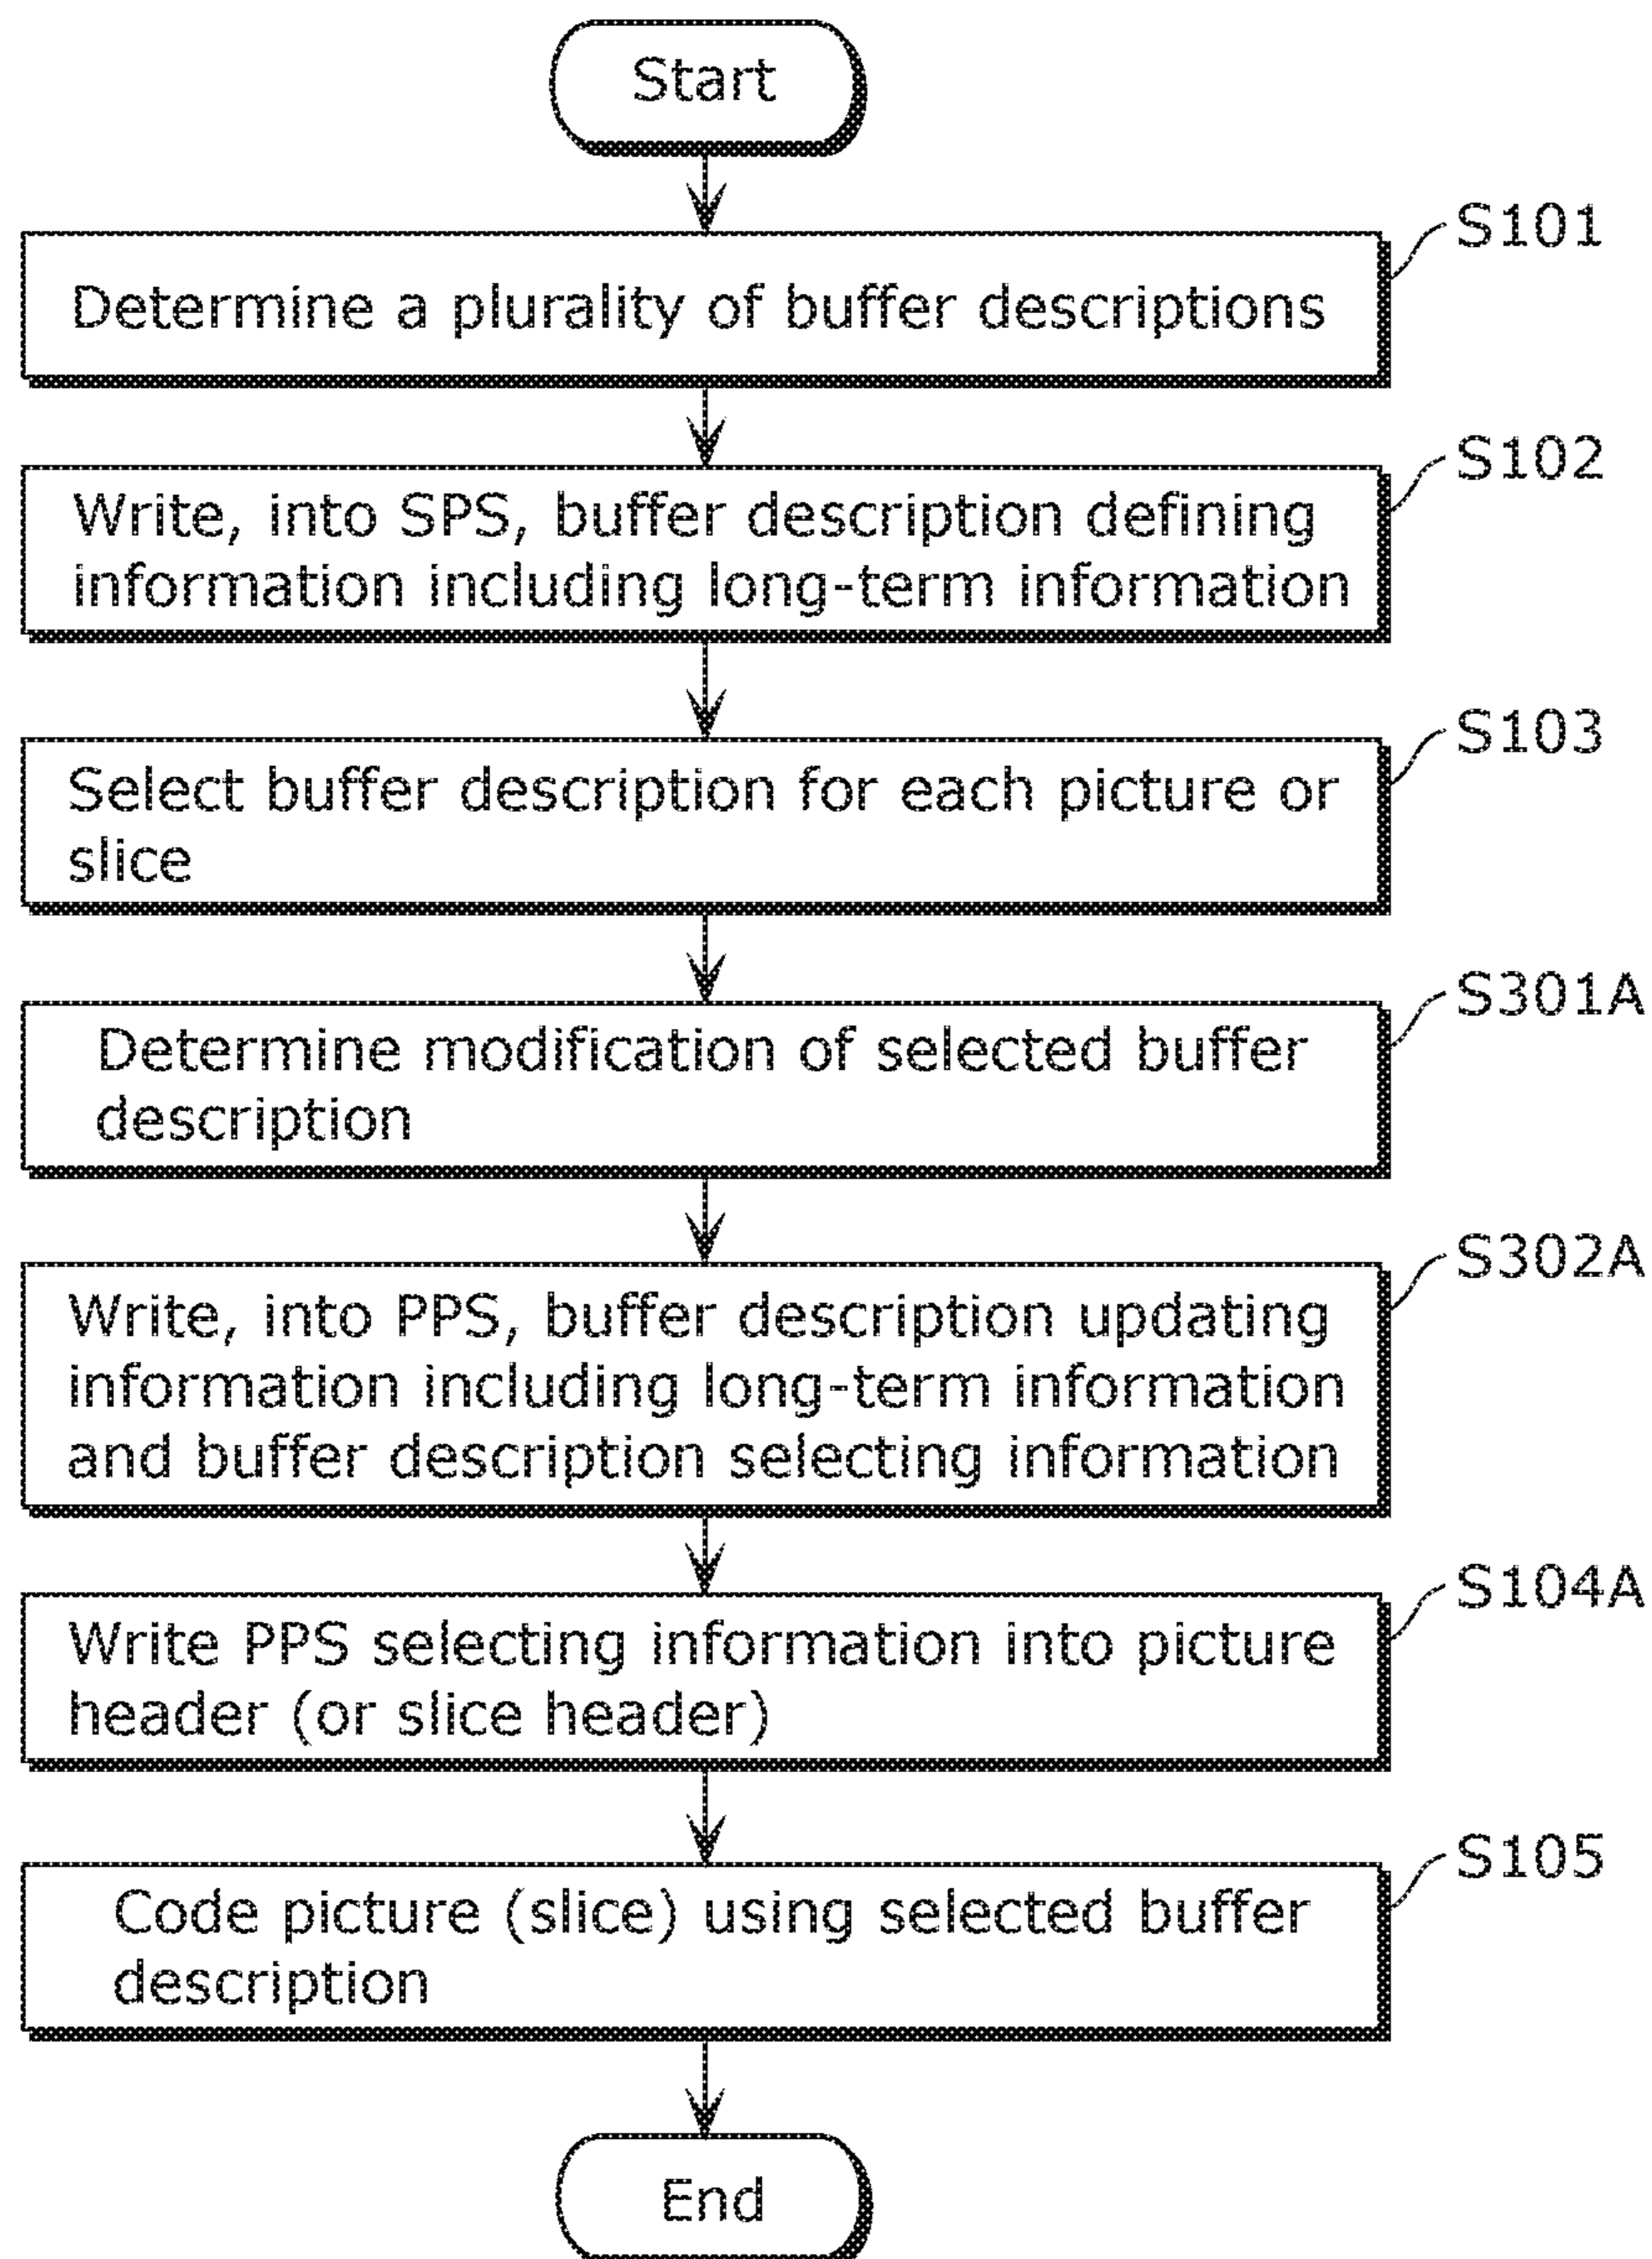 Start
S101
Determine a plurality of buffer descriptions
S102
Write, into SPS, buffer description defining
information including long-term information
S103
Select buffer description for each picture or
slice
S301A
Determine modification of selected buffer
description
S302A
Write, into PPS, buffer description updating
information including long-term information
and buffer description selecting information
S104A
Write PPS selecting information into picture
header (or slice header)
S105
Code picture (slice) using selected buffer
description
End